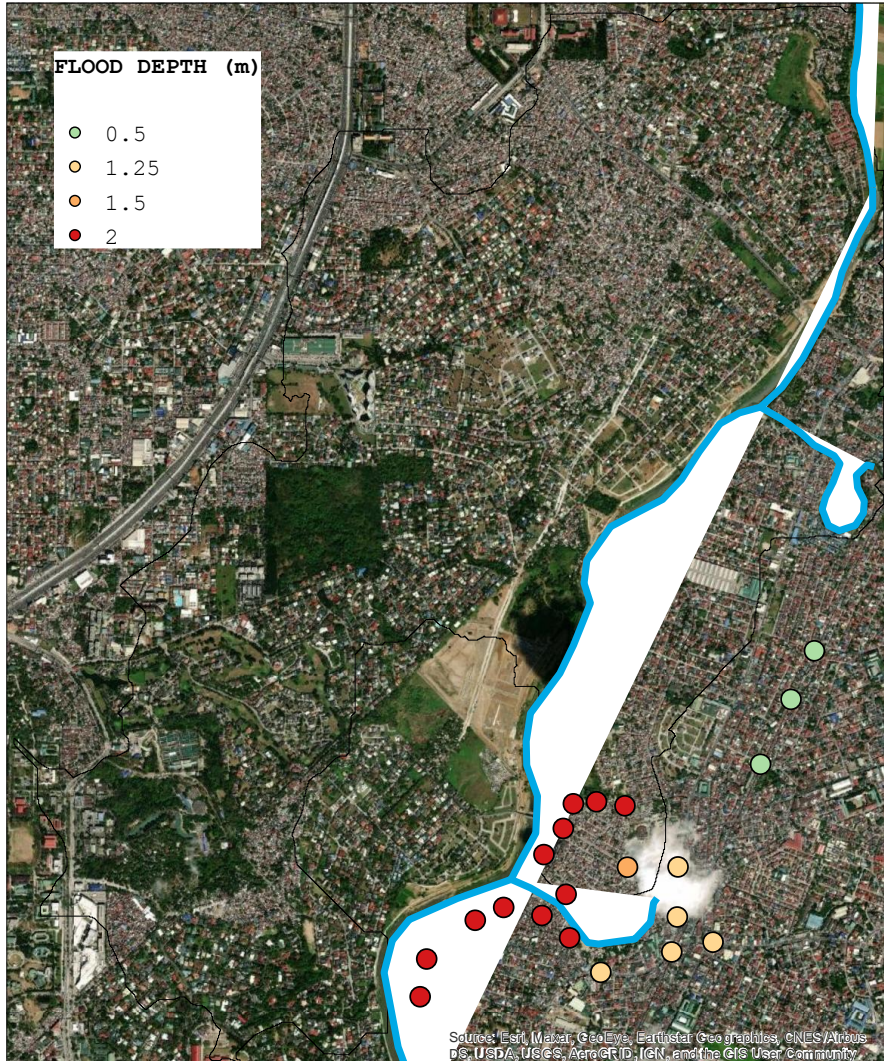 FLOOD DEPTH (m)
0.5
1.25
1.5
2
Source: Esri, Maxar, GeoEye, Earthstar Geographics, CNES/Airbus
DS, USDA, USGS, AeroGRID, IGN, and the GIS User Community